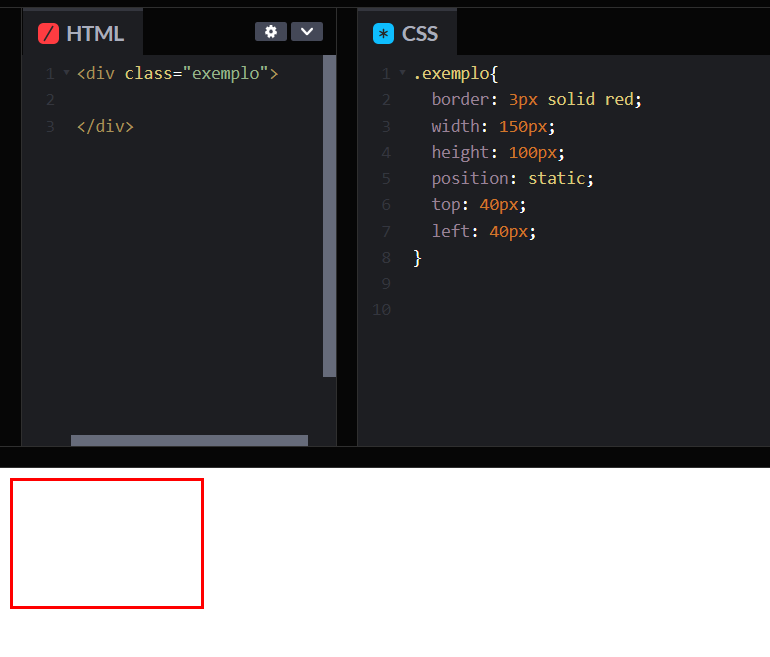 HTML
1 <div class="exemplo">
2
3 </div>
CSS
1 .exemplo{
2 border: 3px solid red;
3 width: 150px;
4 height: 100px;
5 position: static;
6 top: 40px;
7 left: 40px;
8 }
9
10